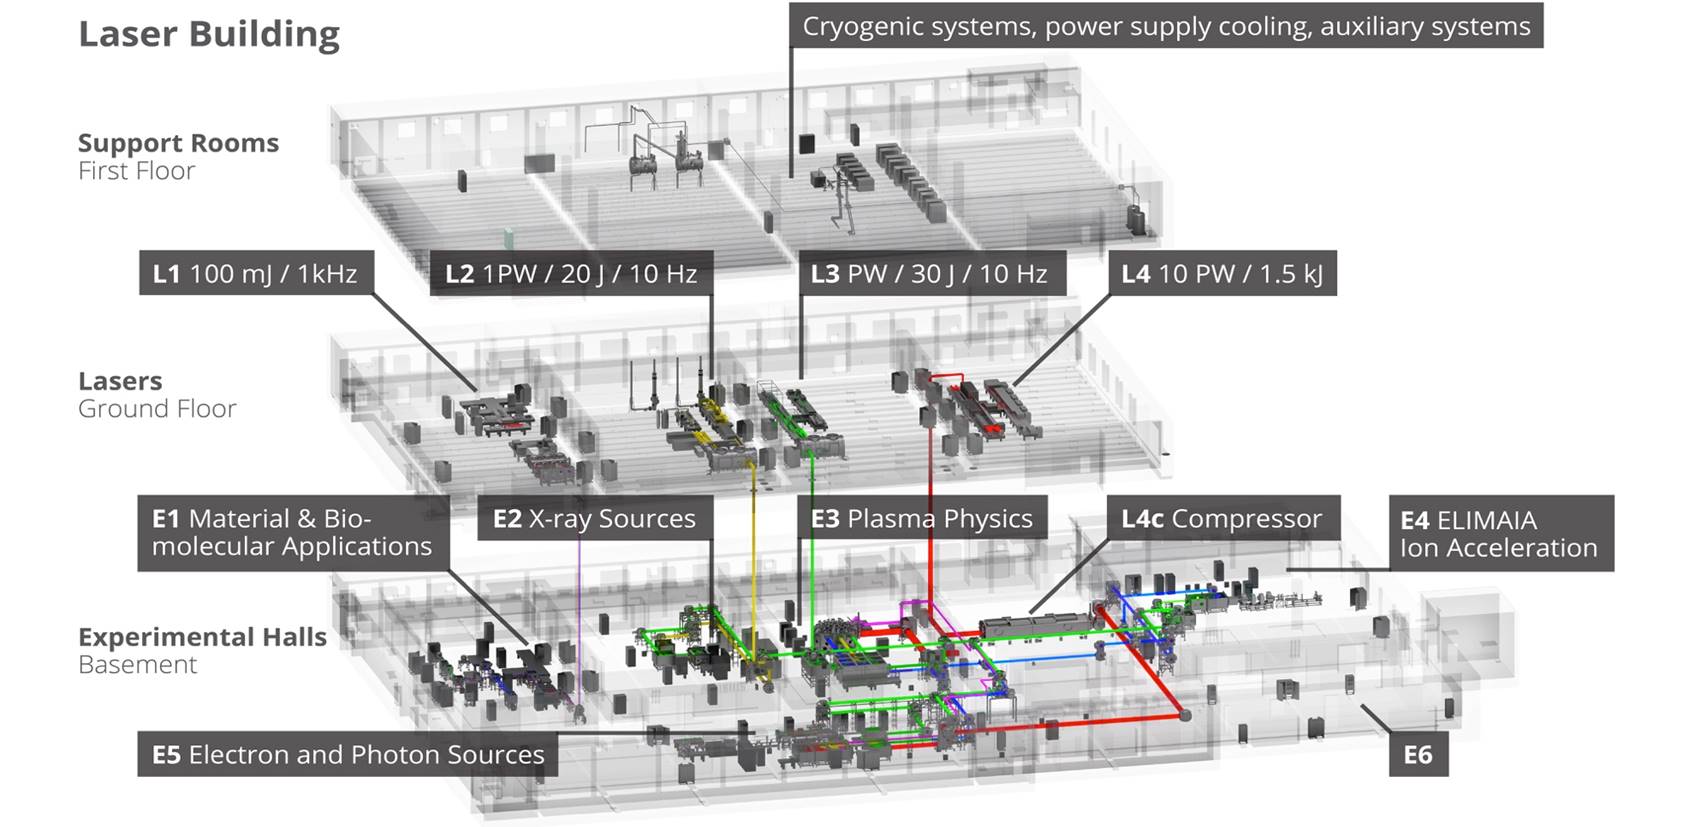 Laser Building
Cryogenic systems, power supply cooling, auxiliary systems
Support Rooms
First Floor
L1 100 mJ / 1kHz
L2 1PW / 20 J / 10 Hz
L3 PW / 30 J / 10 Hz
L4 10 PW / 1.5 kJ
Lasers
Ground Floor
E1 Material & Bio-
molecular Applications
E2 X-ray Sources
E3 Plasma Physics
L4c Compressor
E4 ELIMAIA
Ion Acceleration
Experimental Halls
Basement
E5 Electron and Photon Sources
E6